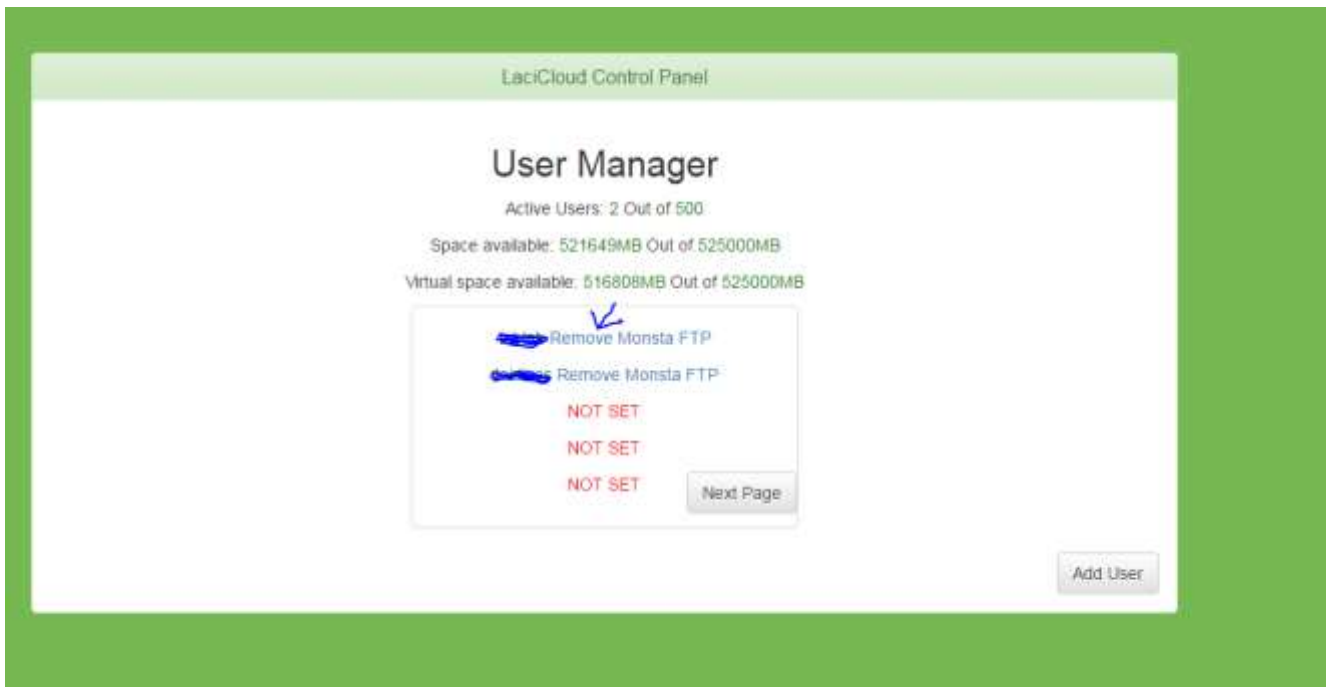 LaciCloud Control Panel
User Manager
Active Users: 2 Out of 500
Space available: 521649MB Out of 525000MB
Virtual space available: 516808MB Out of 525000MB
Remove Monsta FTP
Remove Monsta FTP
NOT SET
NOT SET
NOT SET
Next Page
Add User